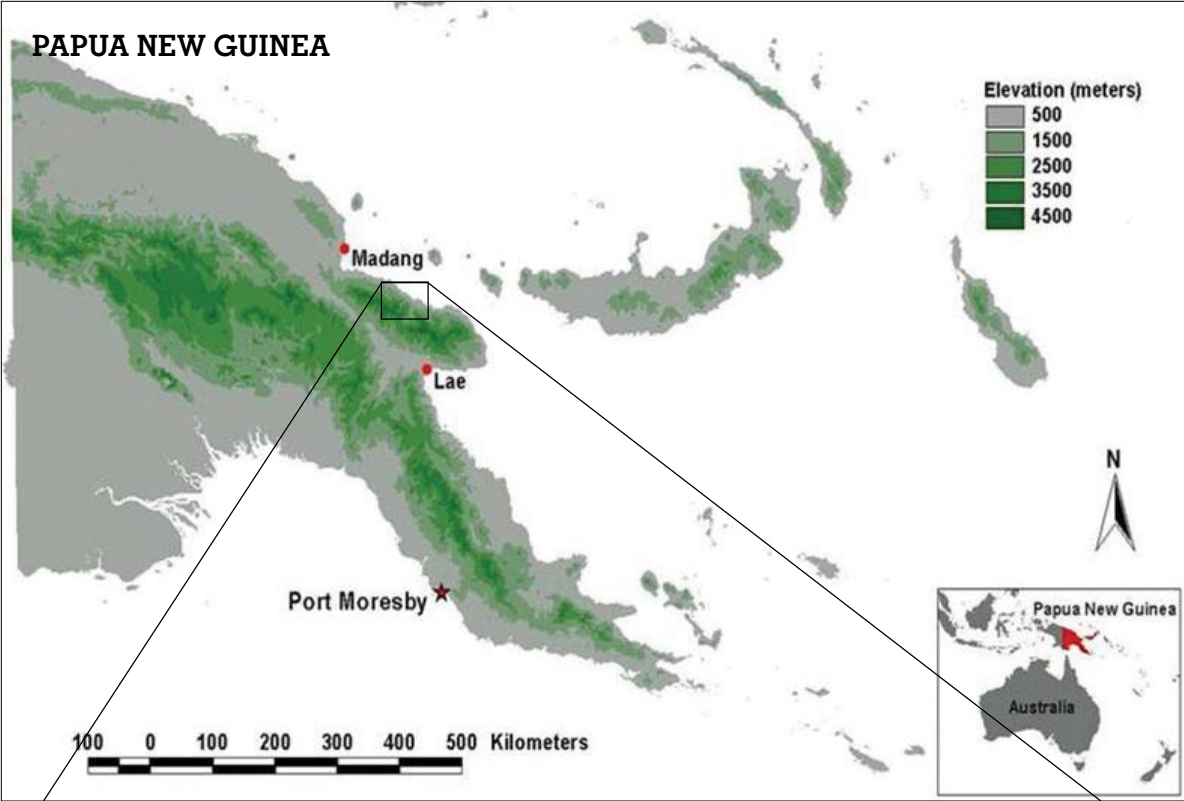 PAPUA NEW GUINEA
Elevation (meters)
500
1500
2500
3500
4500
Madang
Lae
N
Port Moresby
Papua New Guinea
Australia
100 0 100 200 300 400 500 Kilometers